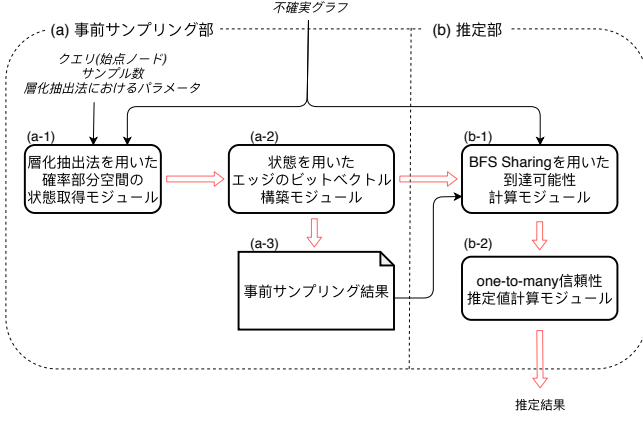 不確実グラフ
(a) 事前サンプリング部
(b) 推定部
クエリ(始点ノード)
サンプル数
層化抽出法におけるパラメータ
(a-1)
層化抽出法を用いた
確率部分空間の
状態取得モジュール
(a-2)
状態を用いた
エッジのビットベクトル
構築モジュール
(a-3)
事前サンプリング結果
(b-1)
BFS Sharingを用いた
到達可能性
計算モジュール
(b-2)
one-to-many信頼性
推定値計算モジュール
推定結果